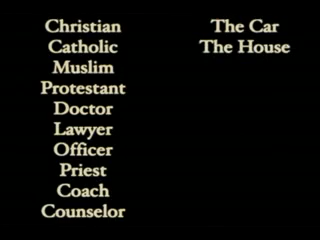 Christian
Catholic
Muslim
Protestant
Doctor
Lawyer
Officer
Priest
Coach
Counselor
The Car
The House